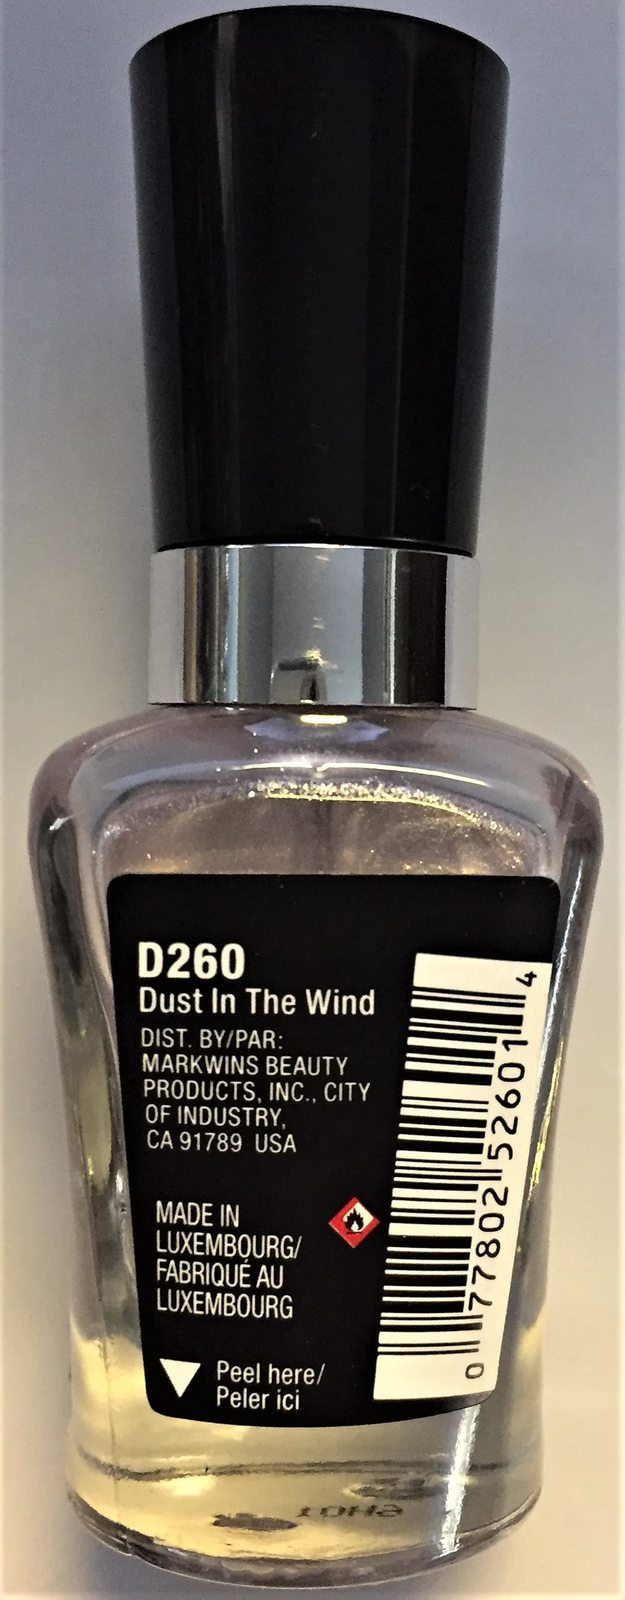 D260
Dust In The Wind
DIST. BY/PAR:
MARKWINS BEAUTY
PRODUCTS, INC., CITY
OF INDUSTRY,
CA 91789 USA
MADE IN
LUXEMBOURG/
FABRIQUÉ AU
LUXEMBOURG
Peel here/
Peler ici
0 77802 52601 4